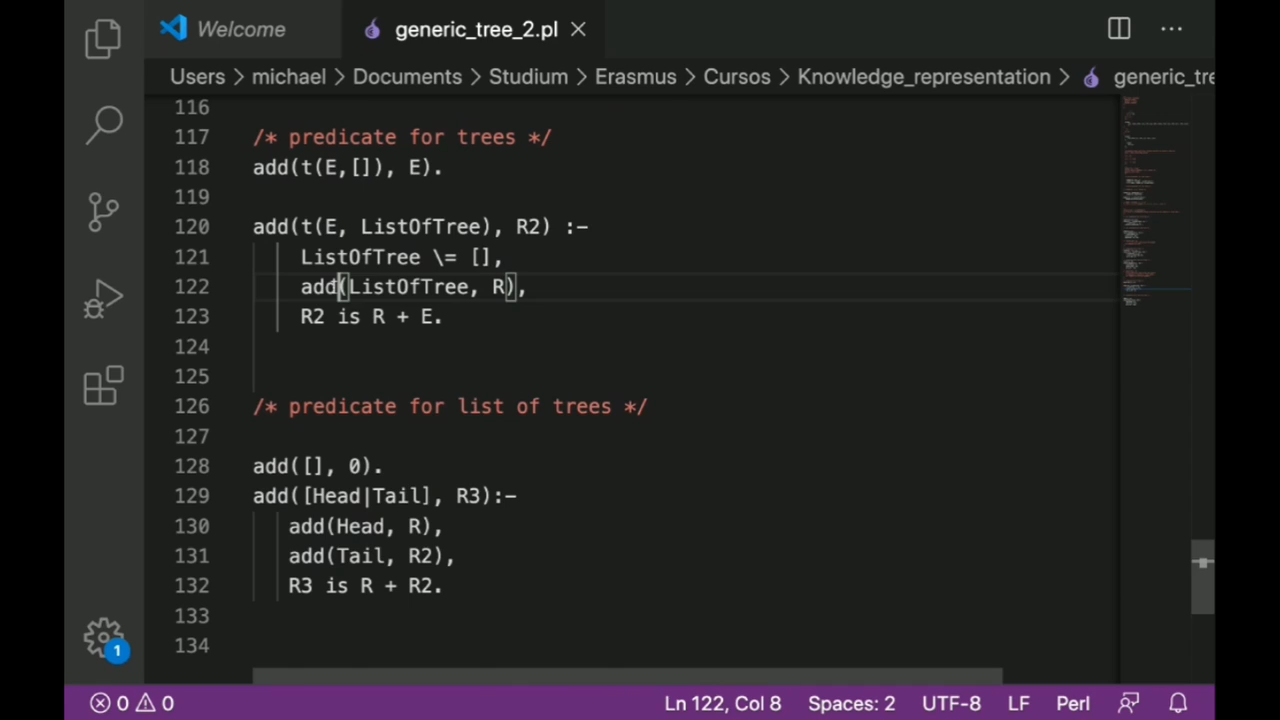 Welcome generic_tree_2.pl
Users > michael > Documents > Studium > Erasmus > Cursos > Knowledge_representation > generic_tre
116
117 /* predicate for trees */
118 add(t(E,[]), E).
119
120 add(t(E, ListOfTree), R2) :-
121 ListOfTree \= [],
122 add(ListOfTree, R),
123 R2 is R + E.
124
125
126 /* predicate for list of trees */
127
128 add([], 0).
129 add([Head|Tail], R3):-
130 add(Head, R),
131 add(Tail, R2),
132 R3 is R + R2.
133
134
1
0 0 Ln 122, Col 8 Spaces: 2 UTF-8 LF Perl